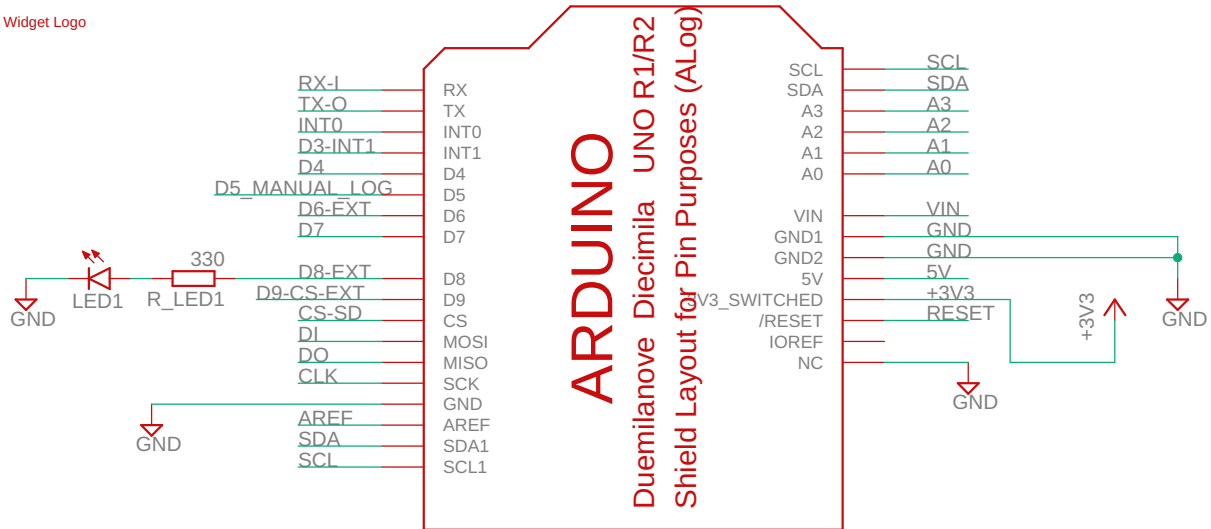 Widget Logo
ARDUINO
Duemilanove Diecimila UNO R1/R2
Shield Layout for Pin Purposes (ALog)
RX-I RX
TX-O TX
INT0 INT0
D3-INT1 INT1
D4 D4
D5_MANUAL_LOG D5
D6-EXT D6
D7 D7
330
D8-EXT D8
LED1 R_LED1
D9-CS-EXT D9
GND
CS-SD CS
DI MOSI
DO MISO
CLK SCK
GND
GND
AREF AREF
SDA SDA1
SCL SCL1
SCL SCL
SDA SDA
A3 A3
A2 A2
A1 A1
A0 A0
VIN VIN
GND1 GND
GND2 GND
5V 5V
3V3_SWITCHED +3V3
/RESET RESET
IOREF
NC
GND
+3V3
GND